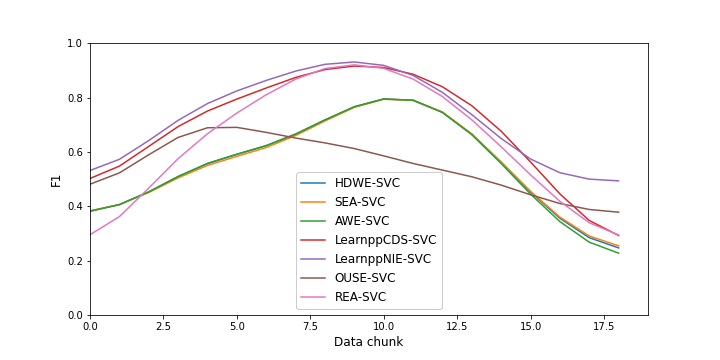 1.0
0.8
0.6
0.4
0.2
0.0
F1
HDWE-SVC
SEA-SVC
AWE-SVC
LearnppCDS-SVC
LearnppNIE-SVC
OUSE-SVC
REA-SVC
0.0 2.5 5.0 7.5 10.0 12.5 15.0 17.5
Data chunk